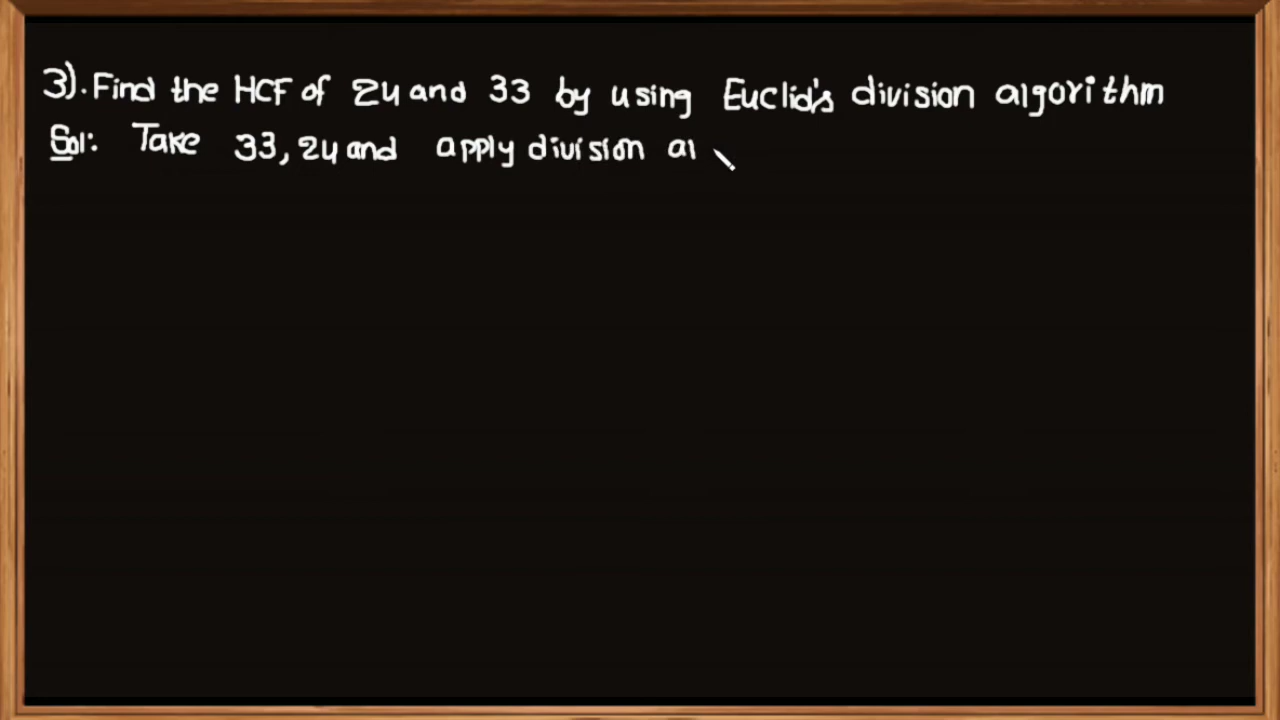 3). Find the HCF of 24 and 33 by using Euclid's division algorithm
Sol: Take 33, 24 and apply division al